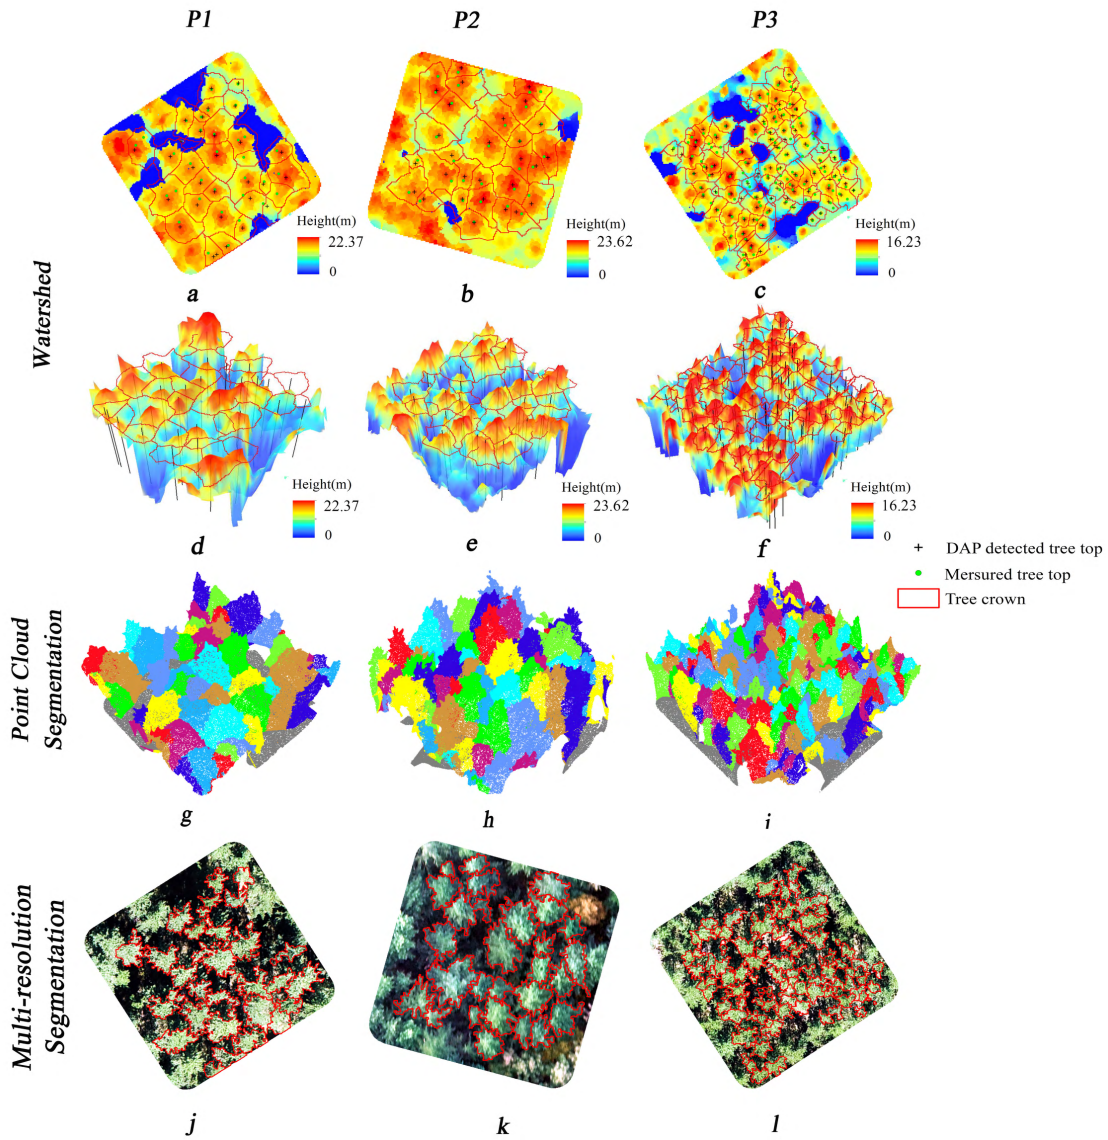 P1 P2 P3
Watershed
Height(m)
22.37
0
Height(m)
23.62
0
Height(m)
16.23
0
a b c
Height(m)
22.37
0
Height(m)
23.62
0
Height(m)
16.23
0
d e f
DAP detected tree top
Mersured tree top
Tree crown
Point Cloud
Segmentation
g h i
Multi-resolution
Segmentation
j k l